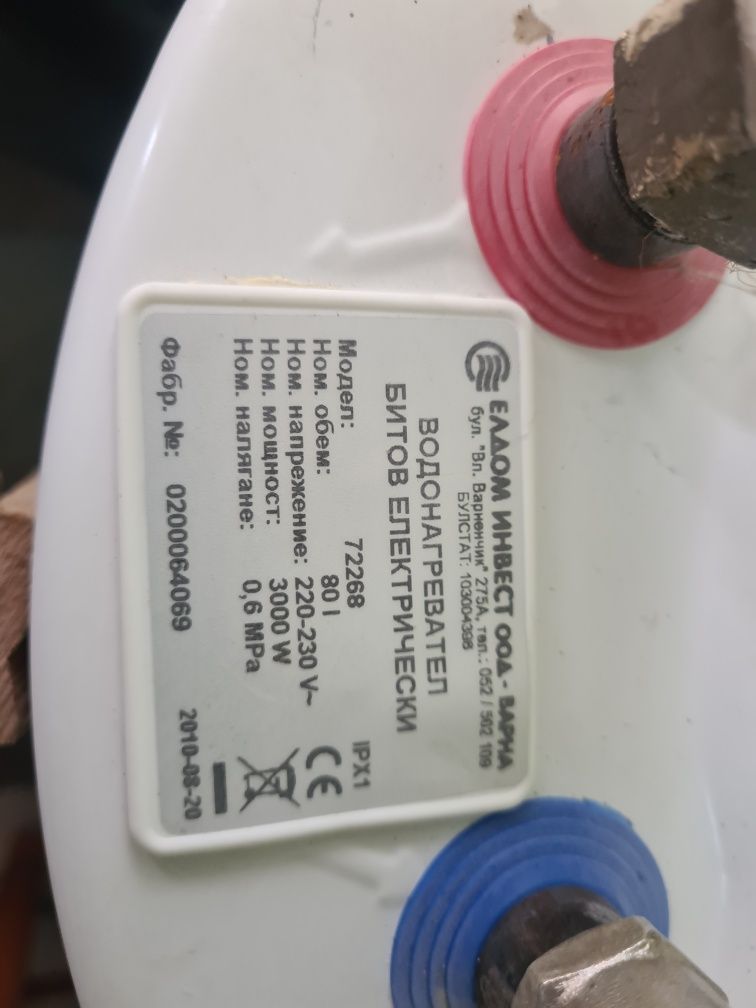 ЕЛДОМ ИНВЕСТ ООД - ВАРНА
бул. "Вл. Варненчик" 275А, тел.: 052 / 502 109
БУЛСТАТ: 103004398
ВОДОНАГРЕВАТЕЛ
БИТОВ ЕЛЕКТРИЧЕСКИ
Модел: 72268 IPX1
Ном. обем: 80 l
Ном. напрежение: 220-230 V~
Ном. мощност: 3000 W
Ном. налягане: 0,6 MPa
CE
Фабр. №: 0200064069 2010-08-20